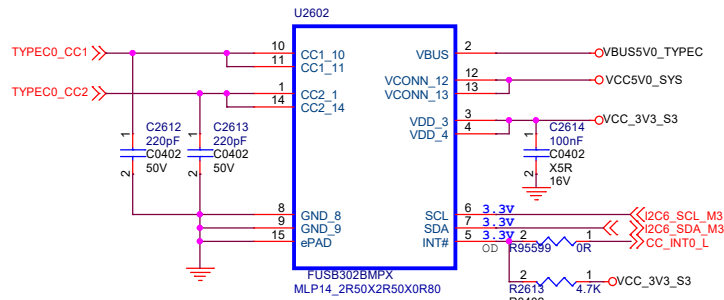 U2602
TYPEC0_CC1
10
CC1_10
11
CC1_11
VBUS
2
VBUS5V0_TYPEC
VCONN_12
12
VCC5V0_SYS
VCONN_13
13
TYPEC0_CC2
1
CC2_1
14
CC2_14
VDD_3
3
VCC_3V3_S3
VDD_4
4
1
C2612
220pF
C0402
50V
2
1
C2613
220pF
C0402
50V
2
1
C2614
100nF
C0402
X5R
16V
2
8
GND_8
9
GND_9
15
ePAD
SCL
6
3.3V
I2C6_SCL_M3
SDA
7
3.3V
I2C6_SDA_M3
INT#
5
3.3V
OD
2
R95599
1
0R
CC_INT0_L
FUSB302BMPX
MLP14_2R50X2R50X0R80
2
R2613
1
4.7K
VCC_3V3_S3